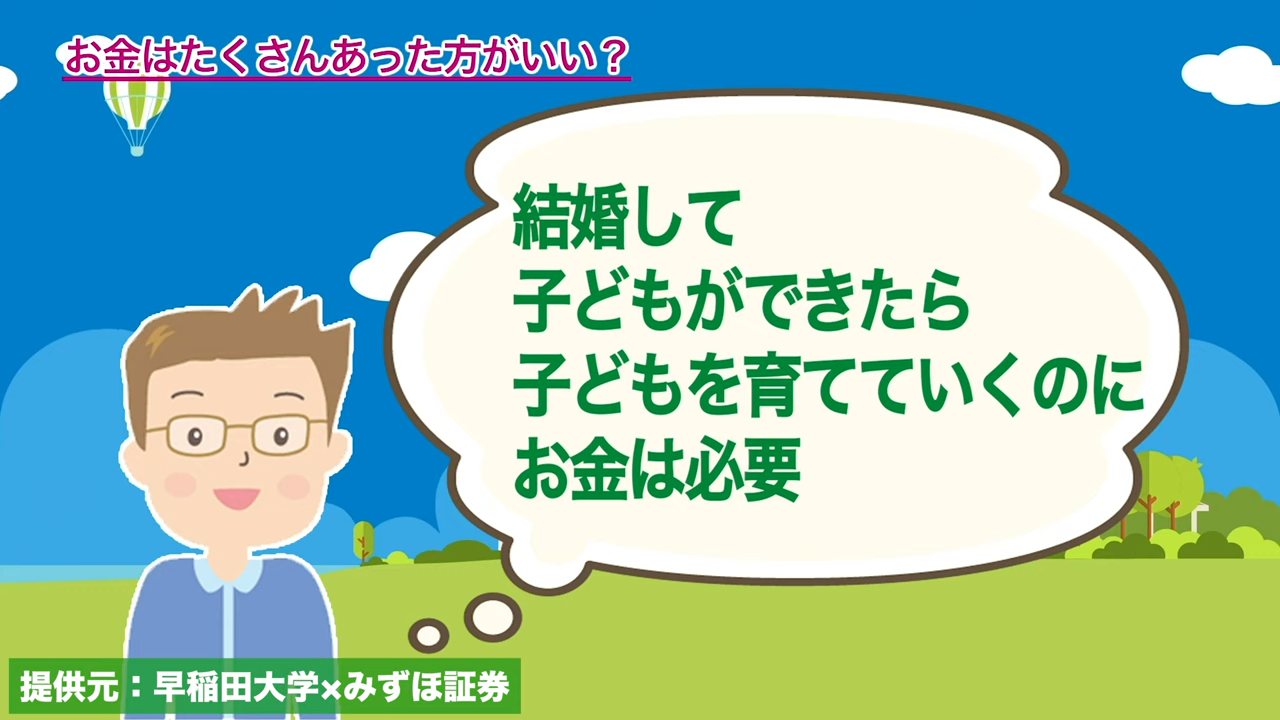 お金はたくさんあった方がいい？
結婚して
子どもができたら
子どもを育てていくのに
お金は必要
提供元：早稲田大学×みずほ証券